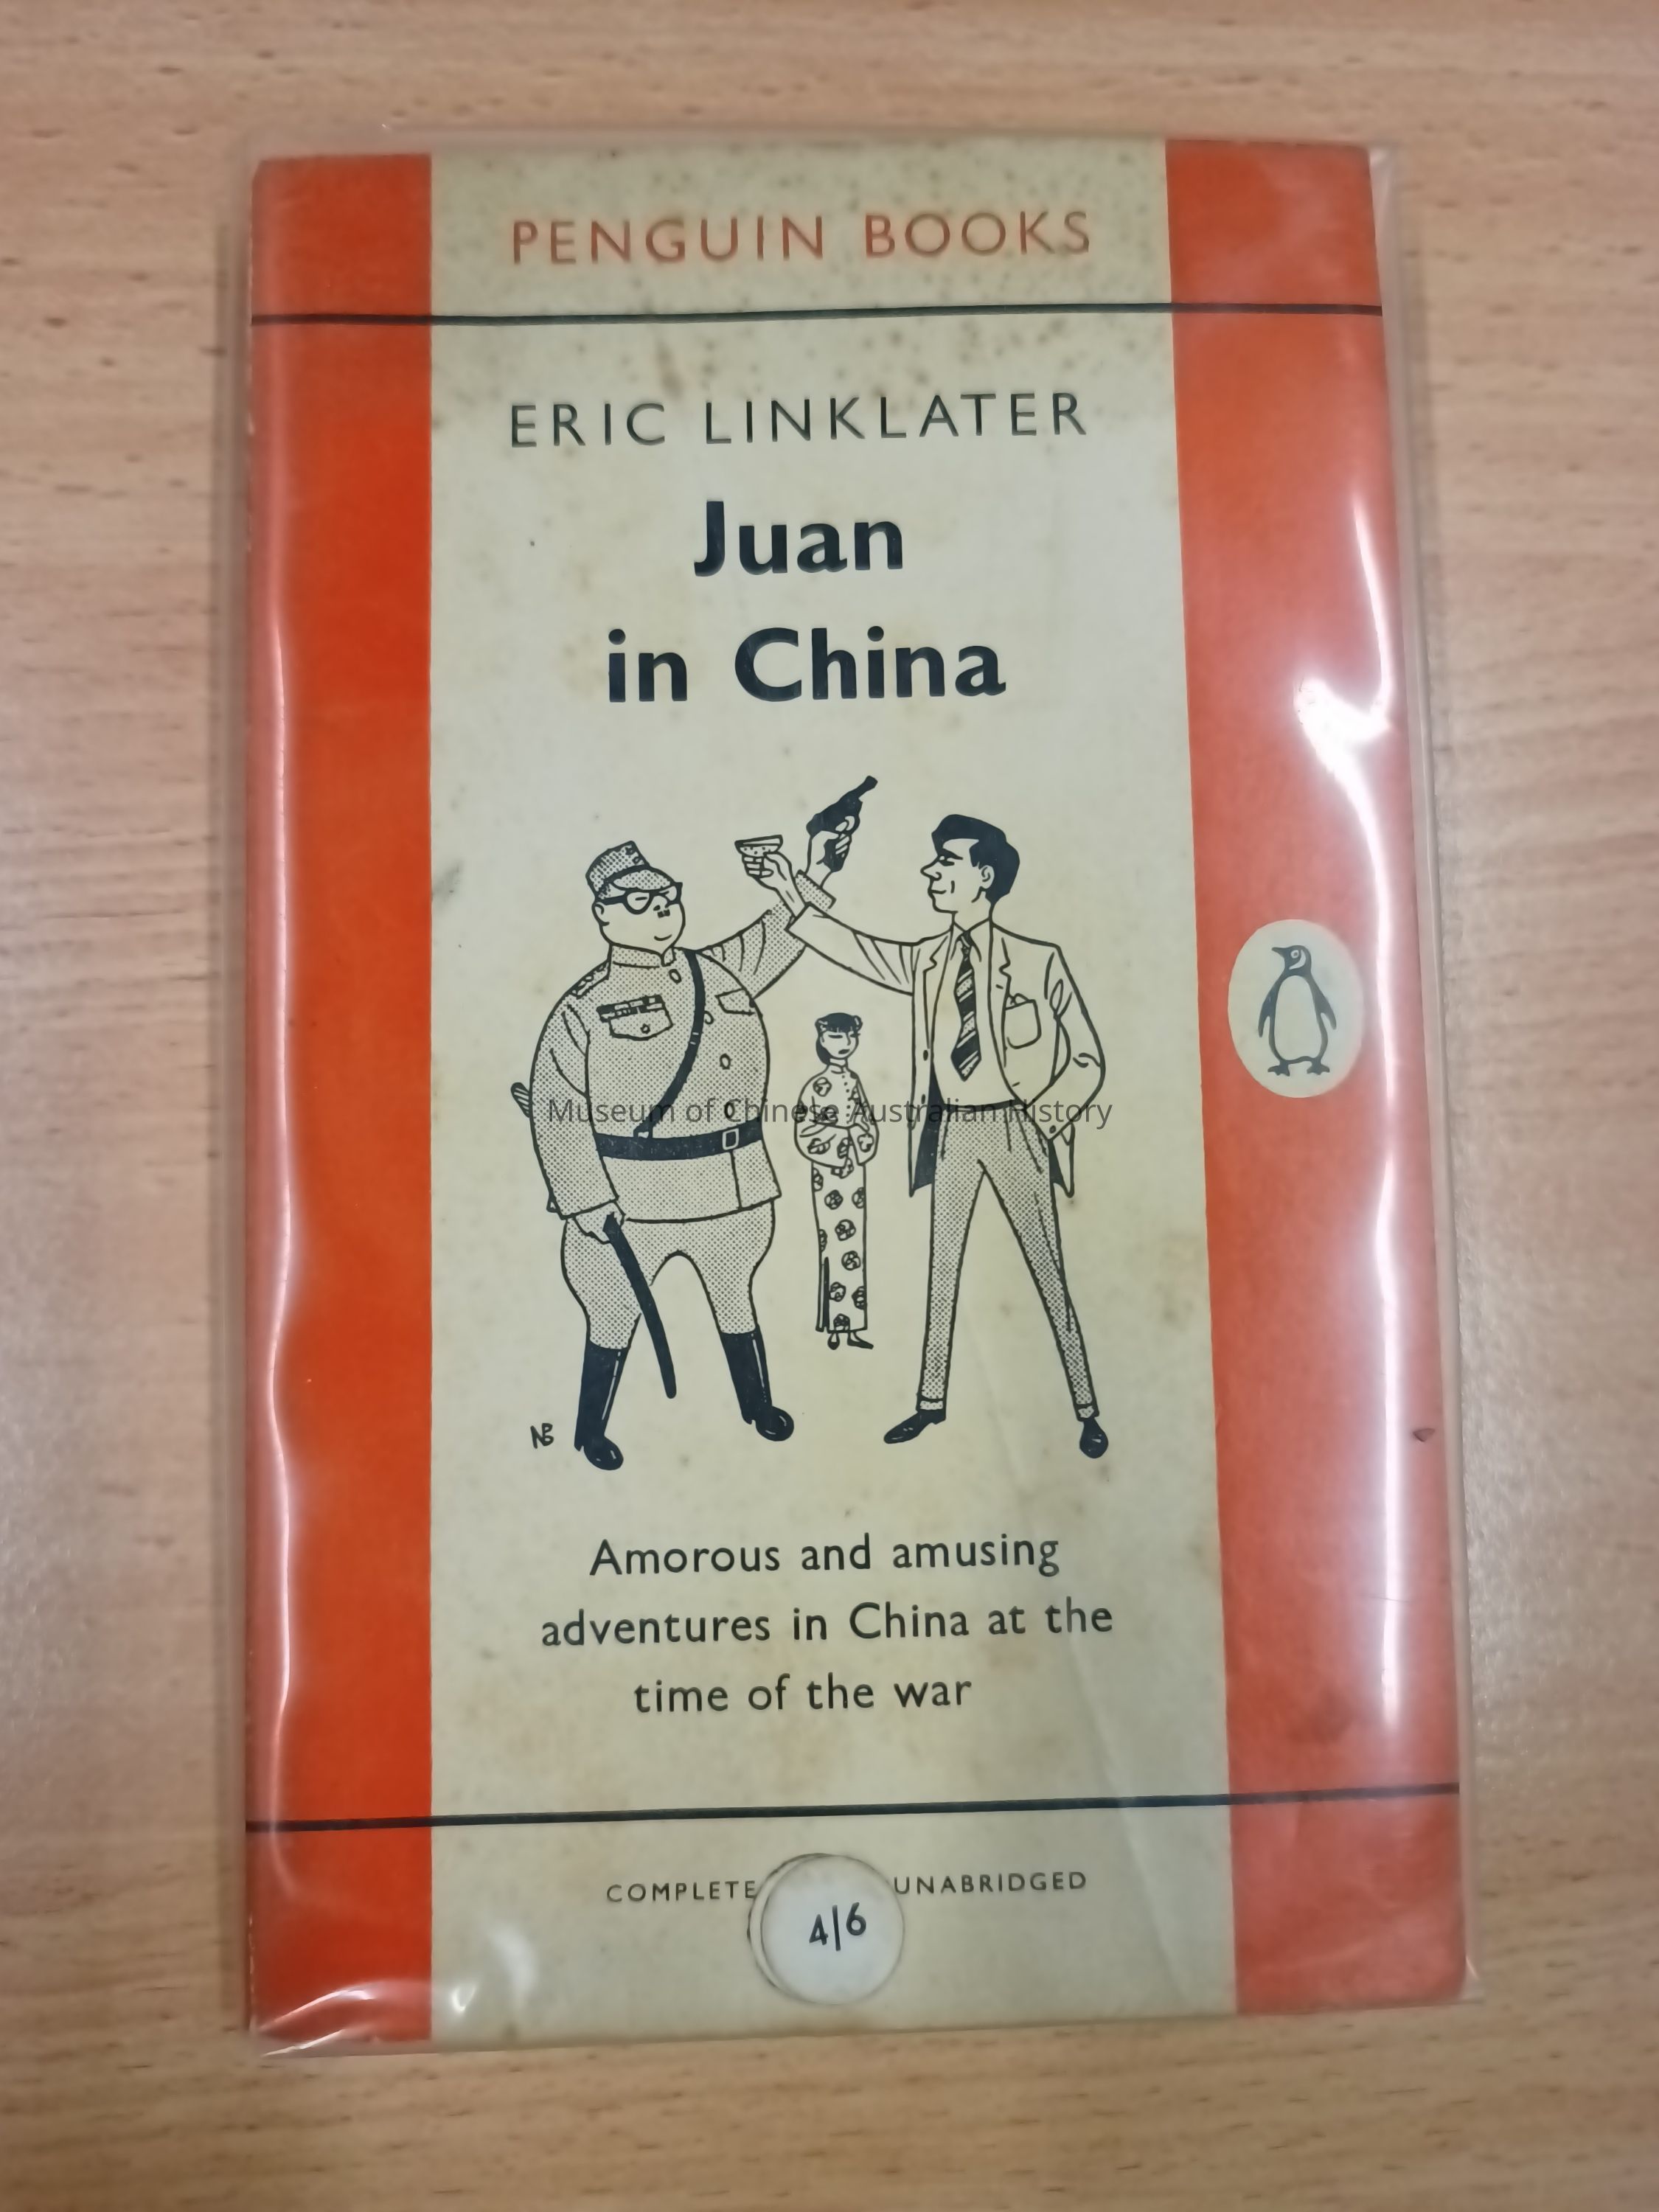 PENGUIN BOOKS
ERIC LINKLATER
Juan
in China
Museum of Chinese Australian History
NB
Amorous and amusing
adventures in China at the
time of the war
COMPLETE UNABRIDGED
4/6